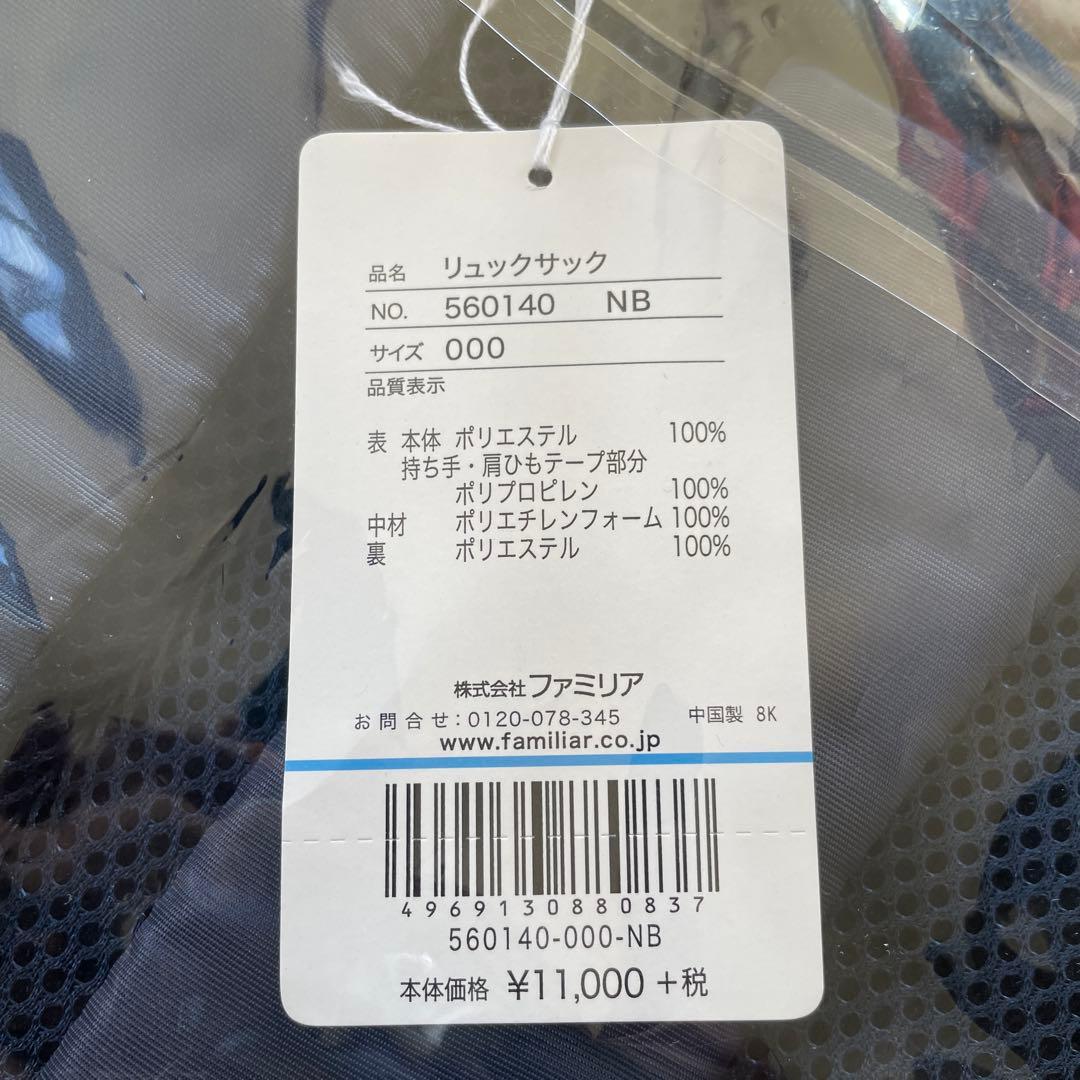 品名 リュックサック
NO. 560140 NB
サイズ 000
品質表示
表 本体 ポリエステル 100%
持ち手・肩ひもテープ部分
ポリプロピレン 100%
中材 ポリエチレンフォーム 100%
裏 ポリエステル 100%
株式会社ファミリア
お問合せ:0120-078-345 中国製 8K
www.familiar.co.jp
4969130880837
560140-000-NB
本体価格 ¥11,000+税